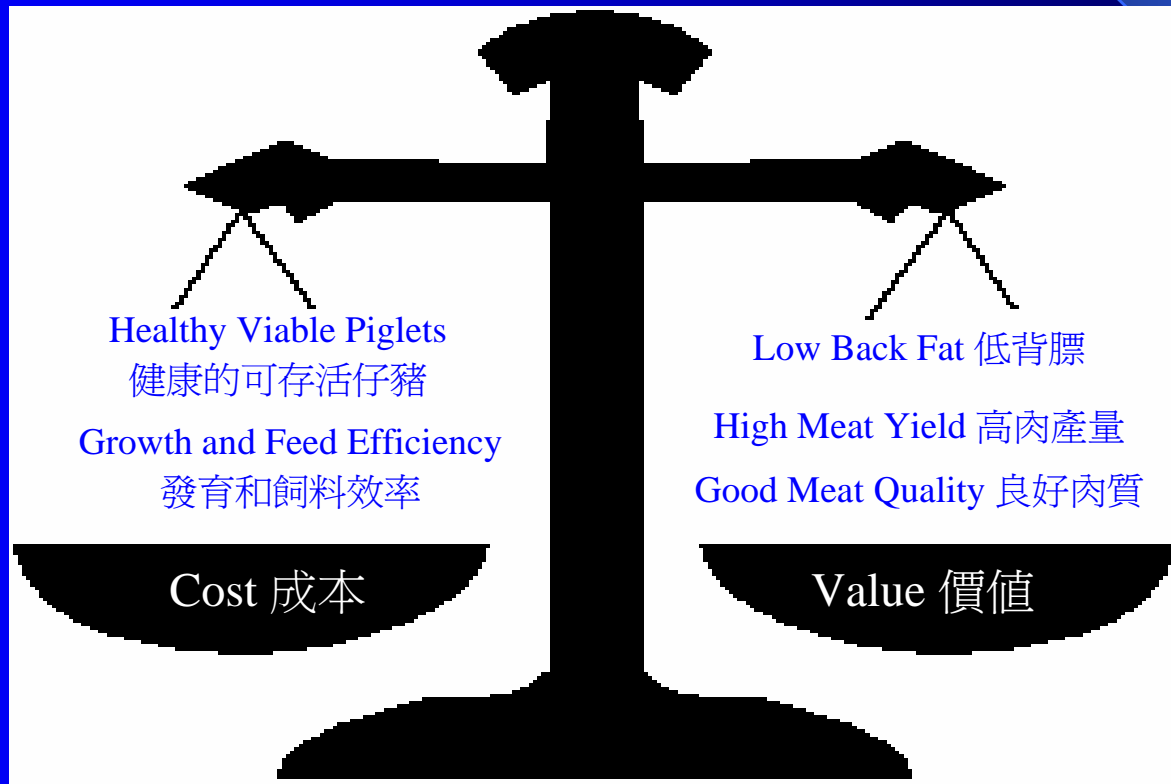 Healthy Viable Piglets
健康的可存活仔豬
Growth and Feed Efficiency
發育和飼料效率
Cost 成本
Low Back Fat 低背膘
High Meat Yield 高肉產量
Good Meat Quality 良好肉質
Value 價值